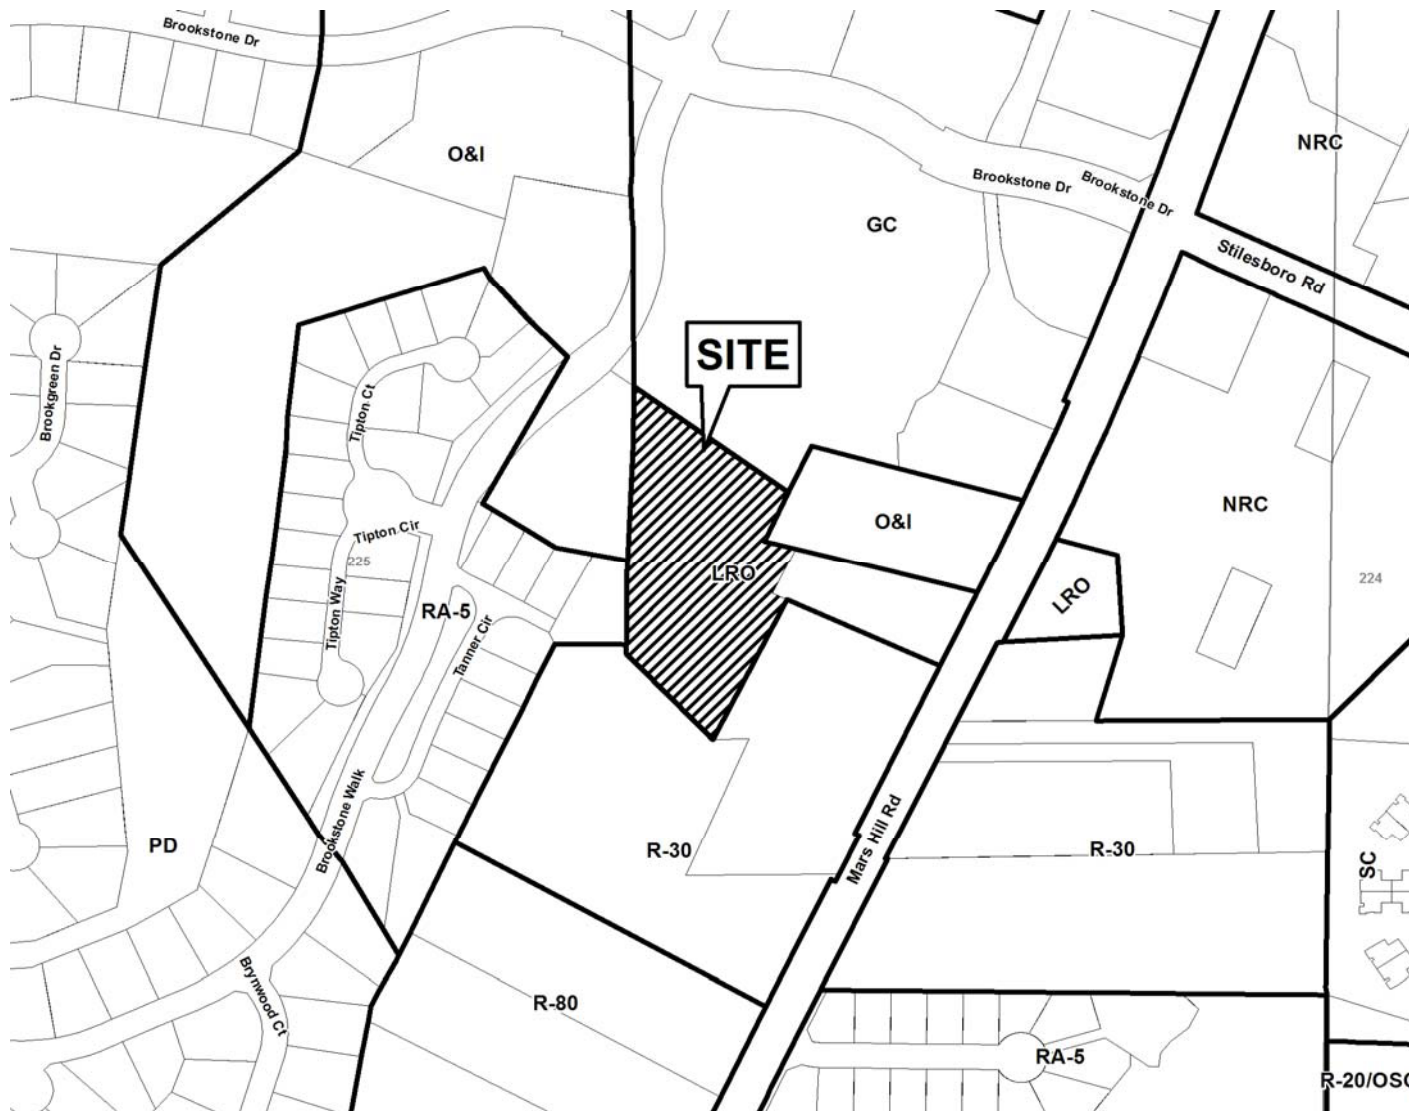 Brookstone Dr
O&I
NRC
Brookstone Dr
Brookstone Dr
GC
Stilesboro Rd
SITE
Brookgreen Dr
Tipton Ct
NRC
O&I
Tipton Cir
225
LRO
LRO
224
Tipton Way
RA-5
Tanner Cir
Brookstone Walk
Mars Hill Rd
PD
R-30
R-30
SC
Brynwood Ct
R-80
RA-5
R-20/OSC